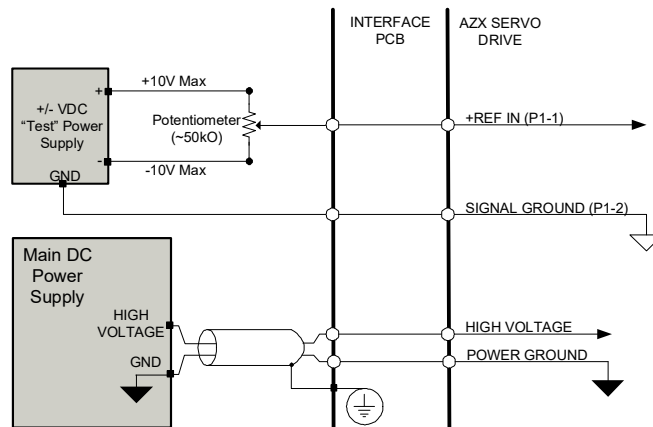 INTERFACE
PCB
AZX SERVO
DRIVE
+/- VDC
“Test” Power
Supply
+
-
GND
+10V Max
Potentiometer
(~50kO)
-10V Max
+REF IN (P1-1)
SIGNAL GROUND (P1-2)
Main DC
Power
Supply
HIGH
VOLTAGE
GND
HIGH VOLTAGE
POWER GROUND